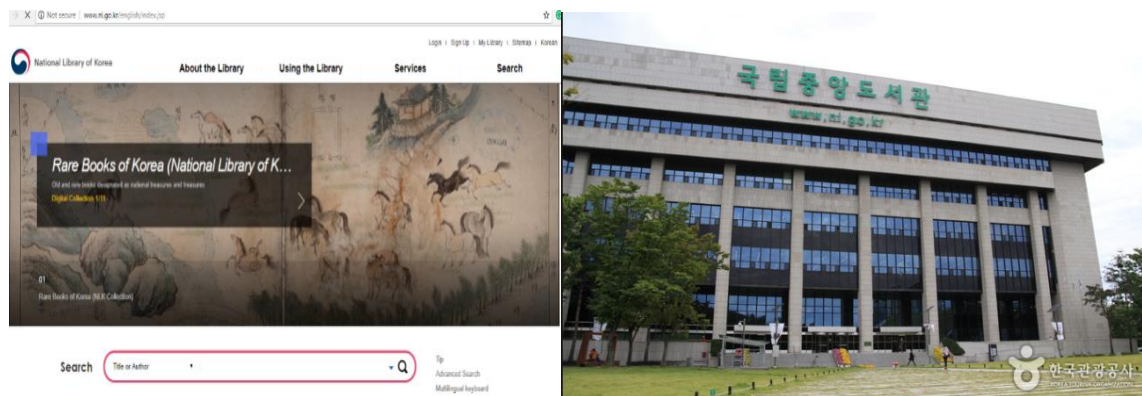 Not secure | www.nl.go.kr/english/index.jsp
Login | Sign Up | My Library | Sitemap | Korean
National Library of Korea
About the Library Using the Library Services Search
Rare Books of Korea (National Library of K...
Old and rare books designated as national treasures and treasures
Digital Collection 1/11
01
Rare Books of Korea (NLK Collection)
Search Title or Author
Tip
Advanced Search
Multilingual keyboard
국립중앙도서관
www.nl.go.kr
한국관광공사
KOREA TOURISM ORGANIZATION